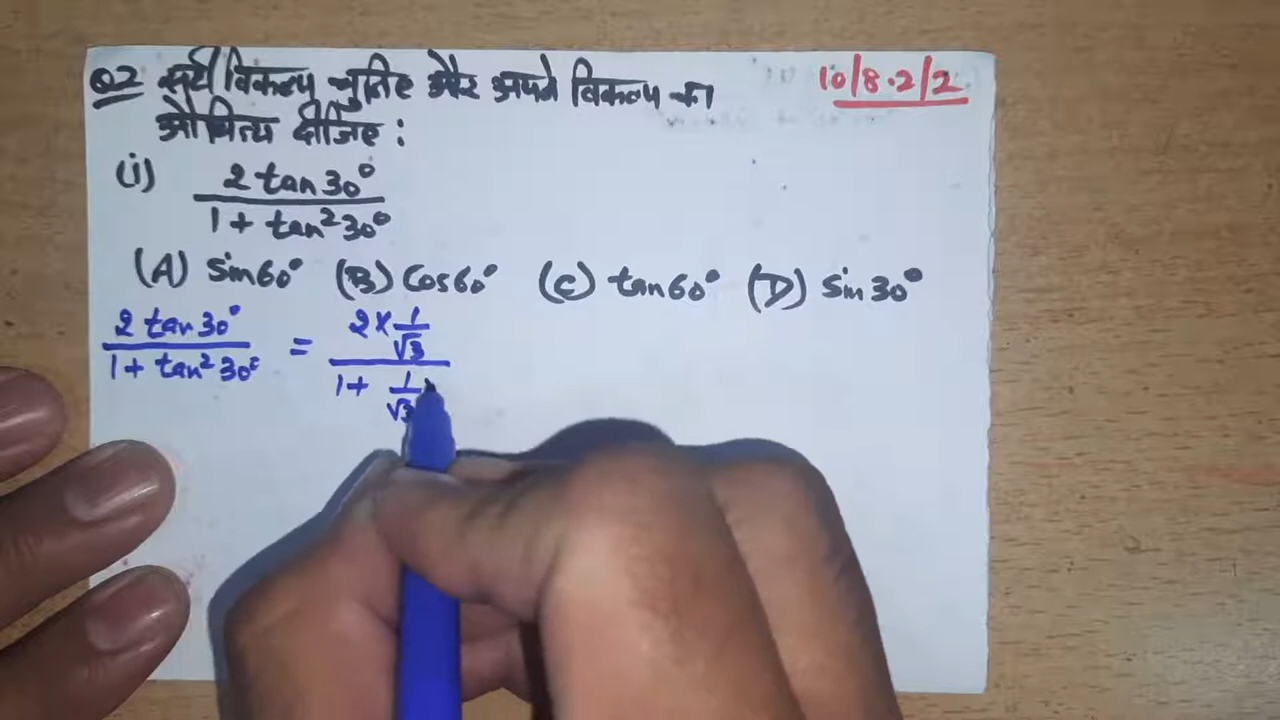 Q2 सही विकल्प चुनिए और अपने विकल्प का
औचित्य दीजिए :
10/8.2/2
(i) 2 tan 30° / 1 + tan² 30°
(A) sin 60° (B) cos 60° (C) tan 60° (D) sin 30°
2 tan 30° / 1 + tan² 30° = 2 × 1/√3 / 1 + 1/√3